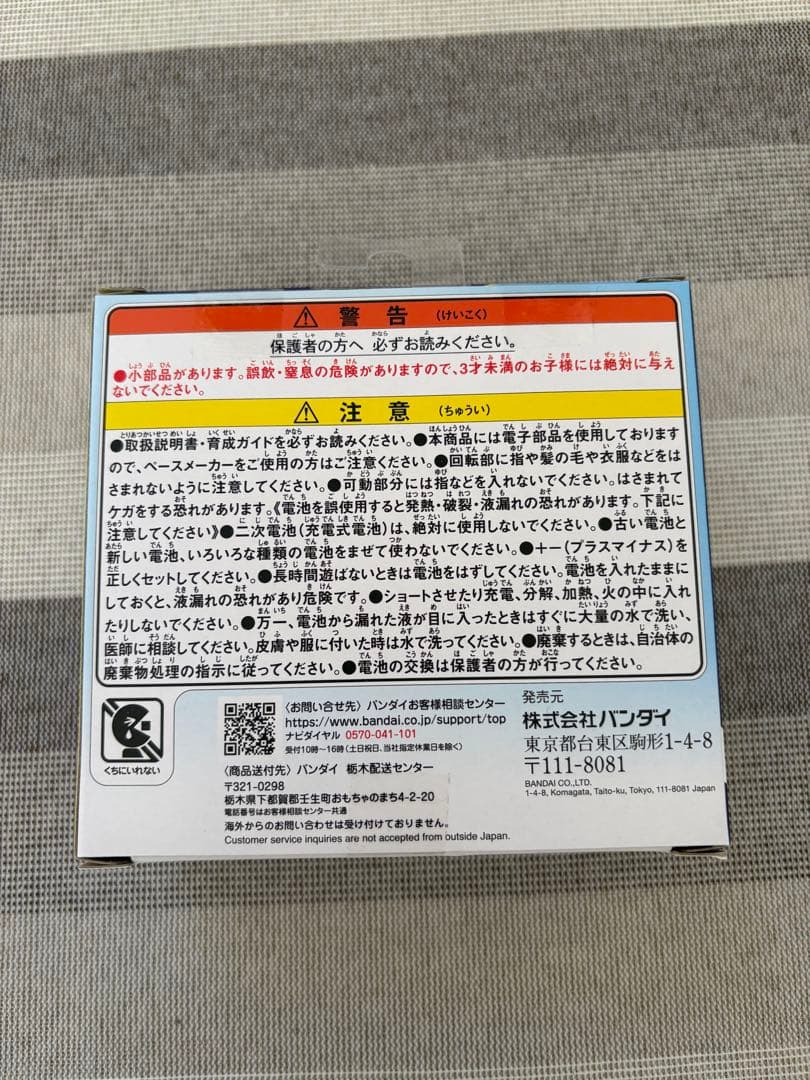 警告 (けいこく)
保護者の方へ 必ずお読みください。
●小部品があります。誤飲・窒息の危険がありますので、3才未満のお子様には絶対に与え
ないでください。
注意 (ちゅうい)
●取扱説明書・育成ガイドを必ずお読みください。●本商品には電子部品を使用しております
ので、ペースメーカーをご使用の方はご注意ください。●回転部に指や髪の毛や衣服などをは
さまれないように注意してください。●可動部分には指などを入れないでください。はさまれて
ケガをする恐れがあります。《電池を誤使用すると発熱・破裂・液漏れの恐れがあります。下記に
注意してください》●二次電池(充電式電池)は、絶対に使用しないでください。●古い電池と
新しい電池、いろいろな種類の電池をまぜて使わないでください。●+-(プラスマイナス)を
正しくセットしてください。●長時間遊ばないときは電池をはずしてください。電池を入れたままに
しておくと、液漏れの恐れがあり危険です。●ショートさせたり充電、分解、加熱、火の中に入れ
たりしないでください。●万一、電池から漏れた液が目に入ったときはすぐに大量の水で洗い、
医師に相談してください。皮膚や服に付いた時は水で洗ってください。●廃棄するときは、自治体の
廃棄物処理の指示に従ってください。●電池の交換は保護者の方が行ってください。
くちにいれない
〈お問い合せ先〉バンダイお客様相談センター
https://www.bandai.co.jp/support/top
ナビダイヤル 0570-041-101
受付10時～16時(土日祝日、当社指定休業日を除く)
〈商品送付先〉バンダイ 栃木配送センター
〒321-0298
栃木県下都賀郡壬生町おもちゃのまち4-2-20
電話番号はお客様相談センター共通
海外からのお問い合わせは受け付けておりません。
Customer service inquiries are not accepted from outside Japan.
発売元
株式会社バンダイ
東京都台東区駒形1-4-8
〒111-8081
BANDAI CO.,LTD.
1-4-8, Komagata, Taito-ku, Tokyo, 111-8081 Japan